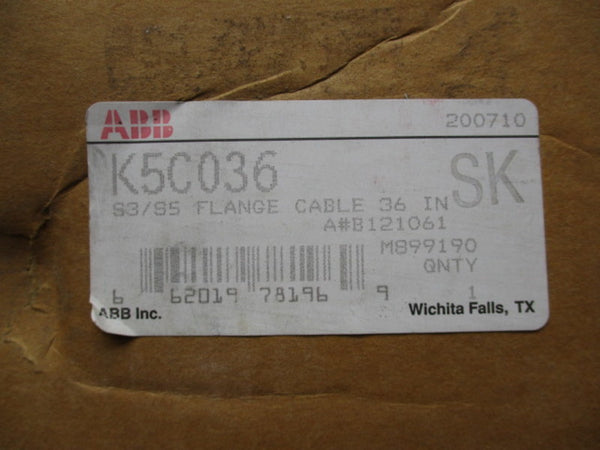 ABB 200710
K5C036 SK
S3/S5 FLANGE CABLE 36 IN
A#B121061
M899190
QNTY
6 62019 78196 9 1
ABB Inc. Wichita Falls, TX